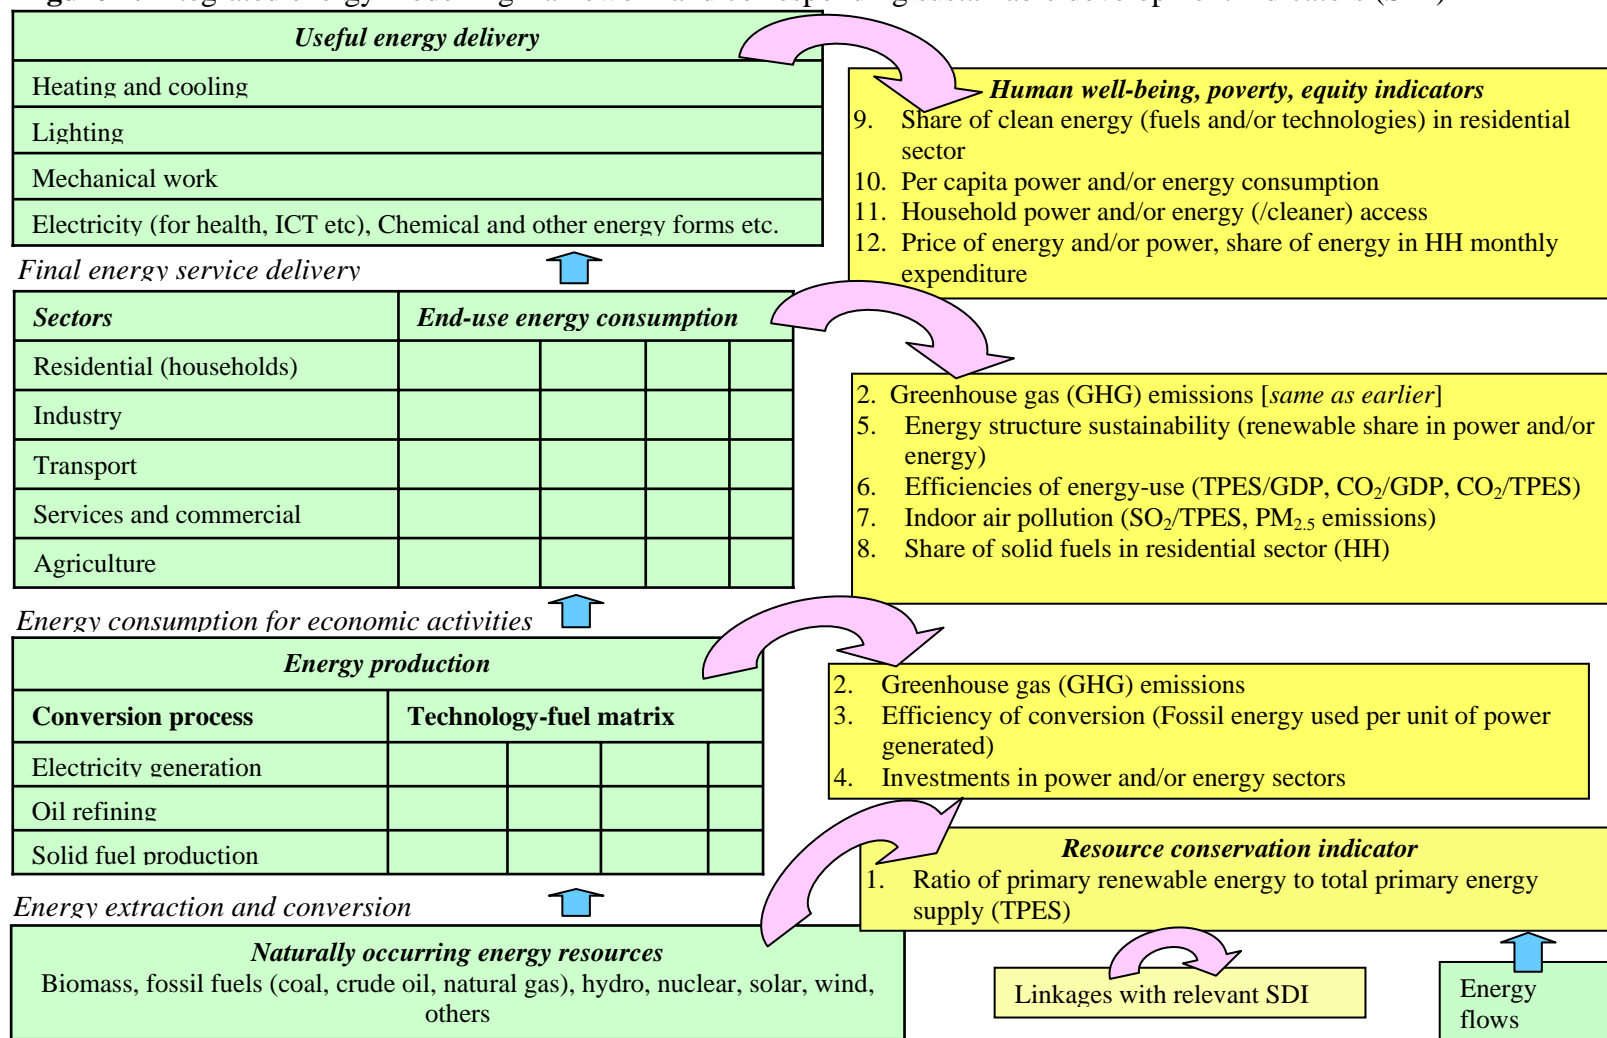 Useful energy delivery
Heating and cooling
Lighting
Mechanical work
Electricity (for health, ICT etc), Chemical and other energy forms etc.
Final energy service delivery
Sectors End-use energy consumption
Residential (households)
Industry
Transport
Services and commercial
Agriculture
Energy consumption for economic activities
Energy production
Conversion process Technology-fuel matrix
Electricity generation
Oil refining
Solid fuel production
Energy extraction and conversion
Naturally occurring energy resources
Biomass, fossil fuels (coal, crude oil, natural gas), hydro, nuclear, solar, wind,
others
Human well-being, poverty, equity indicators
9. Share of clean energy (fuels and/or technologies) in residential
sector
10. Per capita power and/or energy consumption
11. Household power and/or energy (/cleaner) access
12. Price of energy and/or power, share of energy in HH monthly
expenditure
2. Greenhouse gas (GHG) emissions [same as earlier]
5. Energy structure sustainability (renewable share in power and/or
energy)
6. Efficiencies of energy-use (TPES/GDP, CO₂/GDP, CO₂/TPES)
7. Indoor air pollution (SO₂/TPES, PM₂.₅ emissions)
8. Share of solid fuels in residential sector (HH)
2. Greenhouse gas (GHG) emissions
3. Efficiency of conversion (Fossil energy used per unit of power
generated)
4. Investments in power and/or energy sectors
Resource conservation indicator
1. Ratio of primary renewable energy to total primary energy
supply (TPES)
Linkages with relevant SDI
Energy
flows